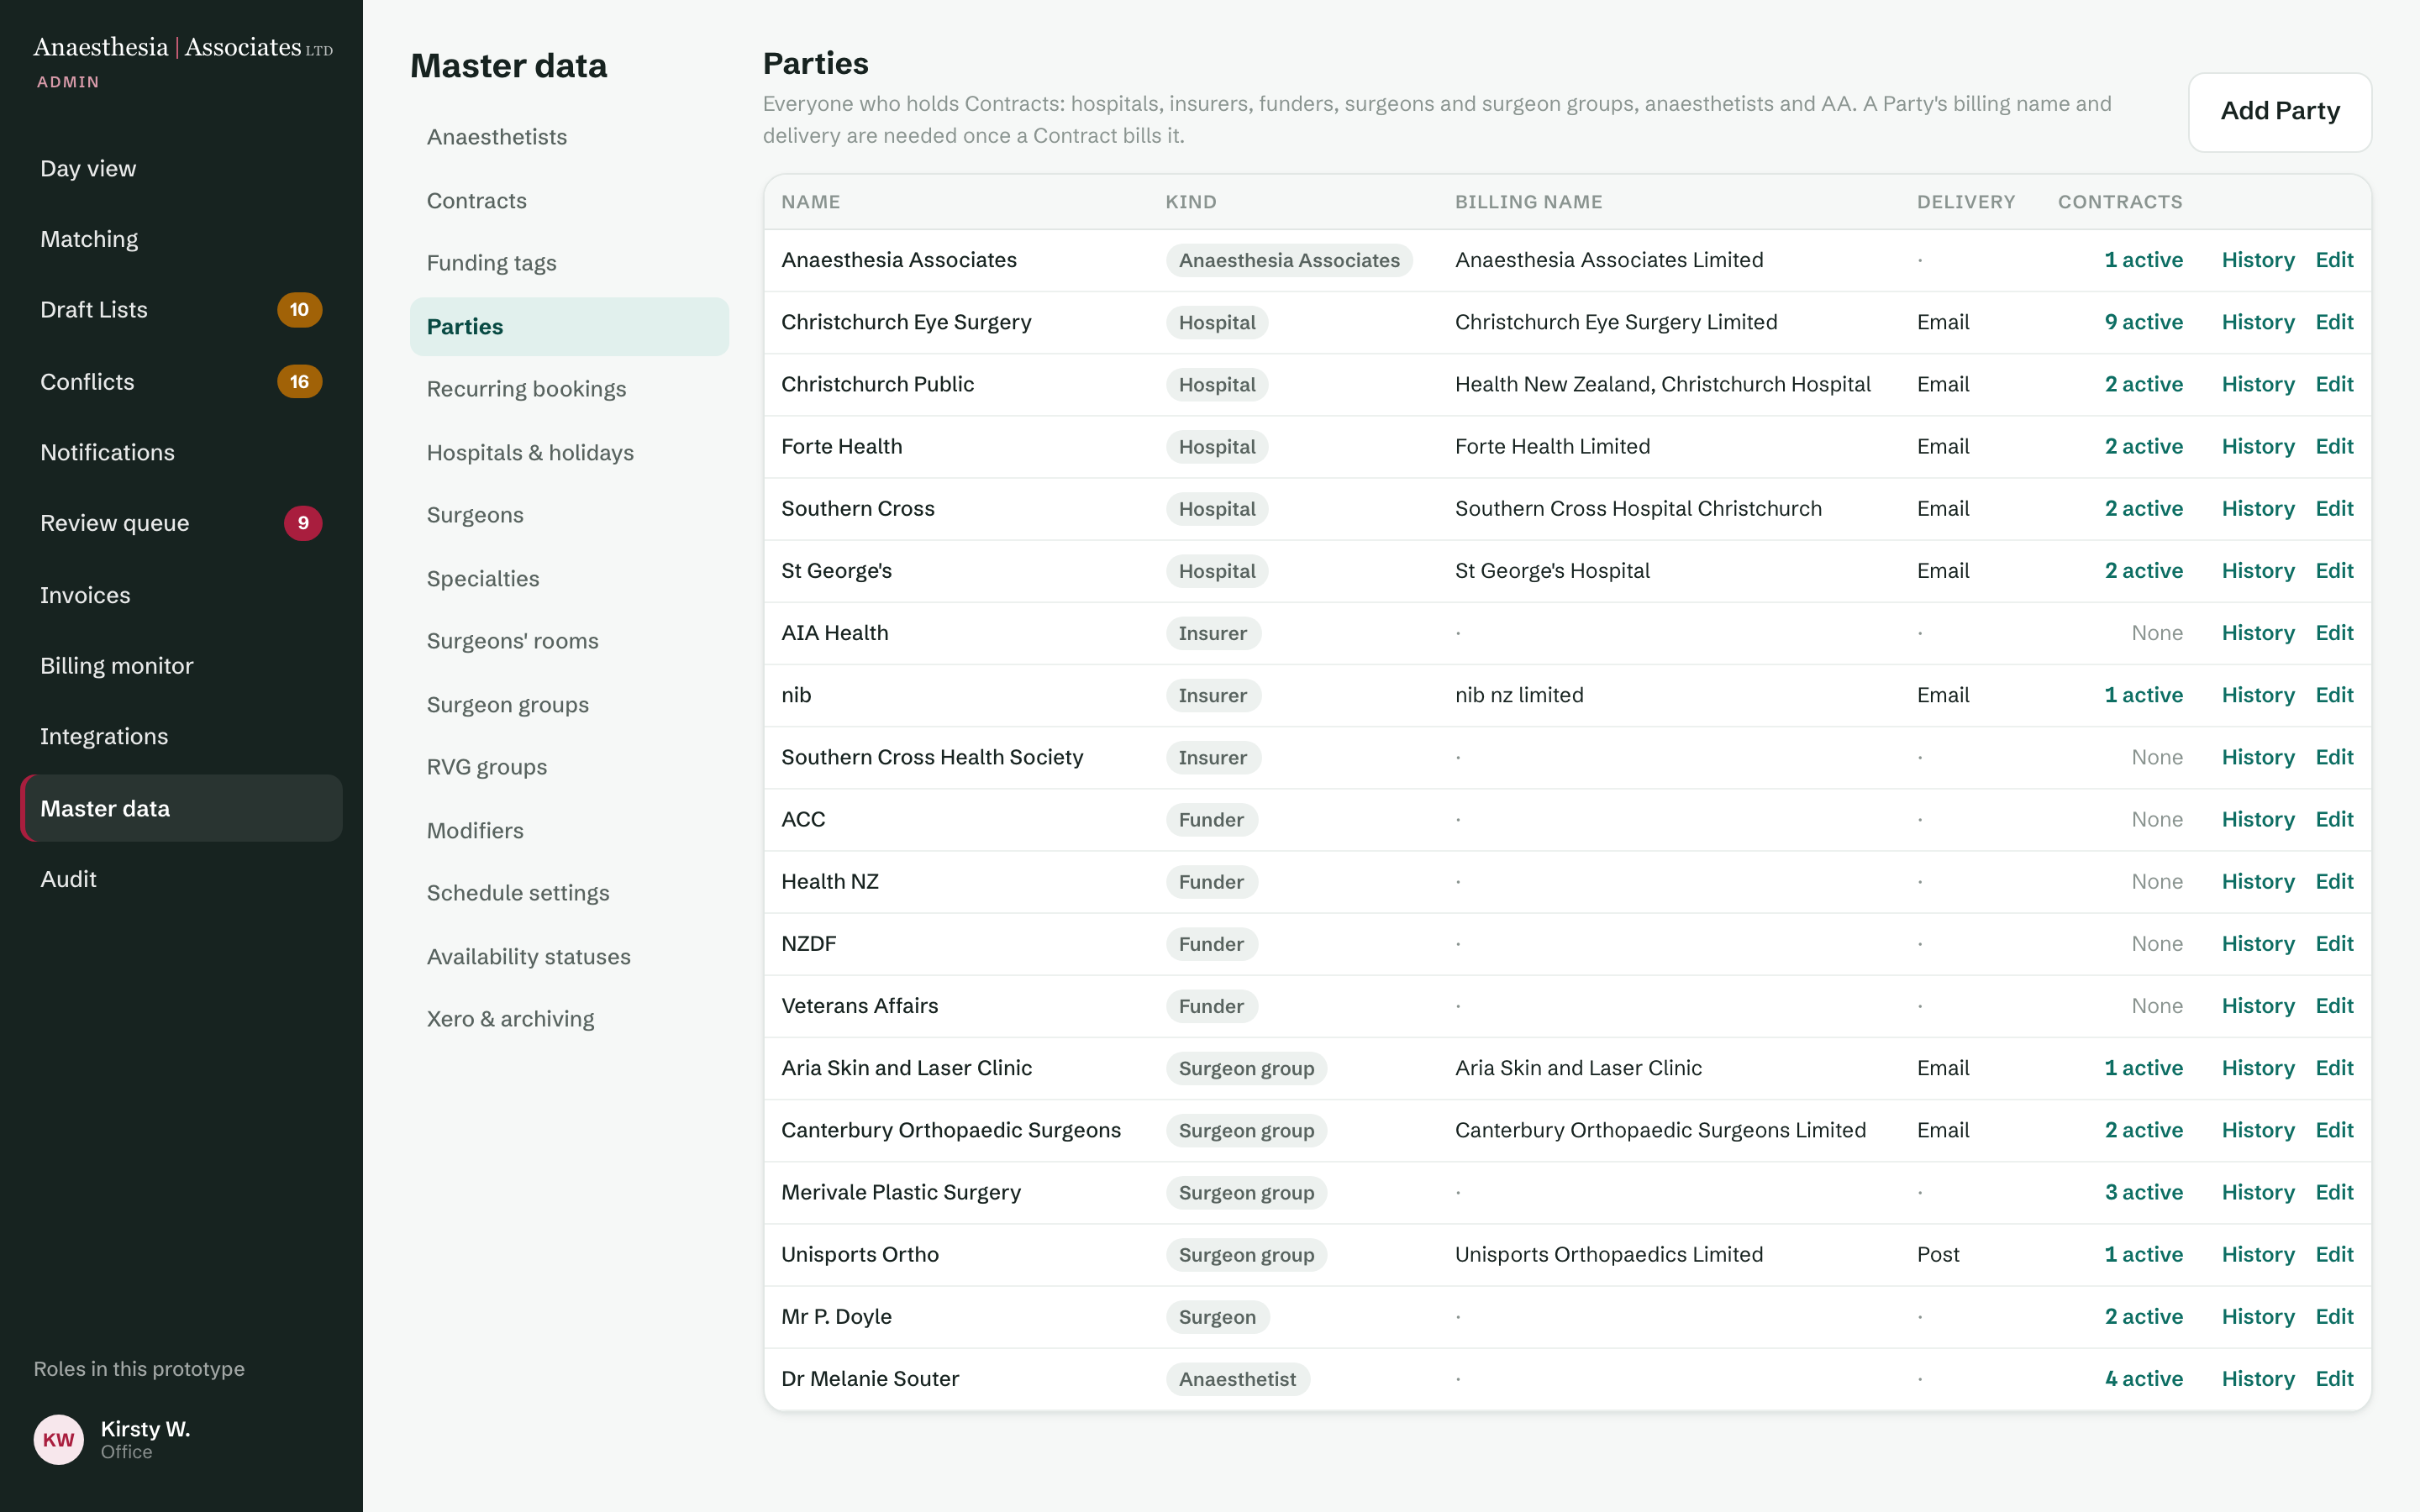 Anaesthesia | Associates LTD
ADMIN
Day view
Matching
Draft Lists 10
Conflicts 16
Notifications
Review queue 9
Invoices
Billing monitor
Integrations
Master data
Audit
Roles in this prototype
KW
Kirsty W.
Office
Master data
Anaesthetists
Contracts
Funding tags
Parties
Recurring bookings
Hospitals & holidays
Surgeons
Specialties
Surgeons' rooms
Surgeon groups
RVG groups
Modifiers
Schedule settings
Availability statuses
Xero & archiving
Parties
Everyone who holds Contracts: hospitals, insurers, funders, surgeons and surgeon groups, anaesthetists and AA. A Party's billing name and
delivery are needed once a Contract bills it.
Add Party
NAME KIND BILLING NAME DELIVERY CONTRACTS
Anaesthesia Associates Anaesthesia Associates Anaesthesia Associates Limited · 1 active History Edit
Christchurch Eye Surgery Hospital Christchurch Eye Surgery Limited Email 9 active History Edit
Christchurch Public Hospital Health New Zealand, Christchurch Hospital Email 2 active History Edit
Forte Health Hospital Forte Health Limited Email 2 active History Edit
Southern Cross Hospital Southern Cross Hospital Christchurch Email 2 active History Edit
St George's Hospital St George's Hospital Email 2 active History Edit
AIA Health Insurer · · None History Edit
nib Insurer nib nz limited Email 1 active History Edit
Southern Cross Health Society Insurer · · None History Edit
ACC Funder · · None History Edit
Health NZ Funder · · None History Edit
NZDF Funder · · None History Edit
Veterans Affairs Funder · · None History Edit
Aria Skin and Laser Clinic Surgeon group Aria Skin and Laser Clinic Email 1 active History Edit
Canterbury Orthopaedic Surgeons Surgeon group Canterbury Orthopaedic Surgeons Limited Email 2 active History Edit
Merivale Plastic Surgery Surgeon group · · 3 active History Edit
Unisports Ortho Surgeon group Unisports Orthopaedics Limited Post 1 active History Edit
Mr P. Doyle Surgeon · · 2 active History Edit
Dr Melanie Souter Anaesthetist · · 4 active History Edit